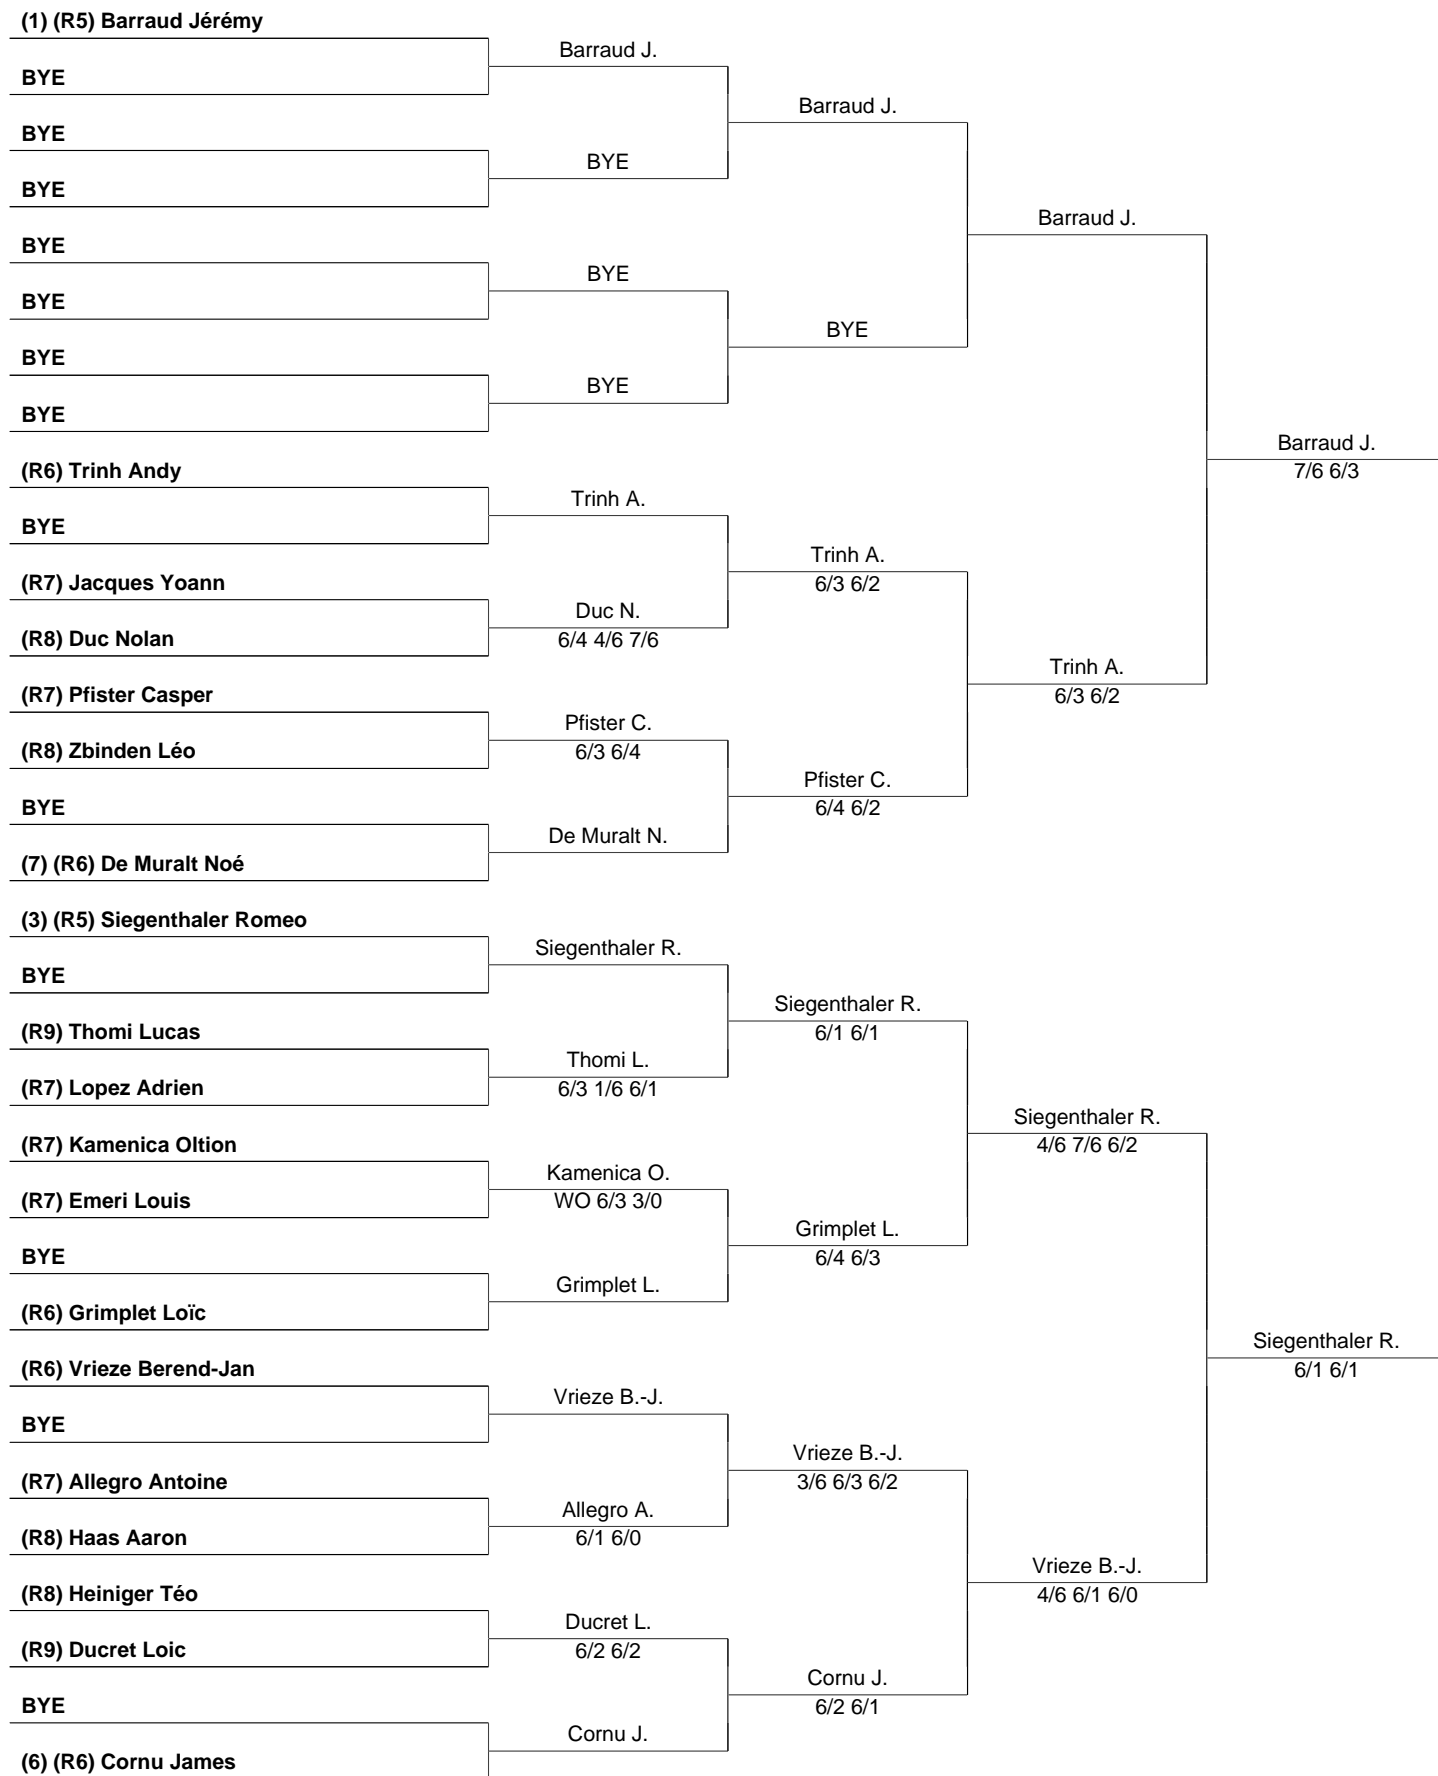 (1) (R5) Barraud Jérémy
BYE
BYE
BYE
BYE
BYE
BYE
BYE
(R6) Trinh Andy
BYE
(R7) Jacques Yoann
(R8) Duc Nolan
(R7) Pfister Casper
(R8) Zbinden Léo
BYE
(7) (R6) De Muralt Noé
(3) (R5) Siegenthaler Romeo
BYE
(R9) Thomi Lucas
(R7) Lopez Adrien
(R7) Kamenica Oltion
(R7) Emeri Louis
BYE
(R6) Grimplet Loïc
(R6) Vrieze Berend-Jan
BYE
(R7) Allegro Antoine
(R8) Haas Aaron
(R8) Heiniger Téo
(R9) Ducret Loic
BYE
(6) (R6) Cornu James
Barraud J.
BYE
BYE
BYE
Trinh A.
Duc N.
6/4 4/6 7/6
Pfister C.
6/3 6/4
De Muralt N.
Siegenthaler R.
Thomi L.
6/3 1/6 6/1
Kamenica O.
WO 6/3 3/0
Grimplet L.
Vrieze B.-J.
Allegro A.
6/1 6/0
Ducret L.
6/2 6/2
Cornu J.
Barraud J.
BYE
Trinh A.
6/3 6/2
Pfister C.
6/4 6/2
Siegenthaler R.
6/1 6/1
Grimplet L.
6/4 6/3
Vrieze B.-J.
3/6 6/3 6/2
Cornu J.
6/2 6/1
Barraud J.
Trinh A.
6/3 6/2
Siegenthaler R.
4/6 7/6 6/2
Vrieze B.-J.
4/6 6/1 6/0
Barraud J.
7/6 6/3
Siegenthaler R.
6/1 6/1